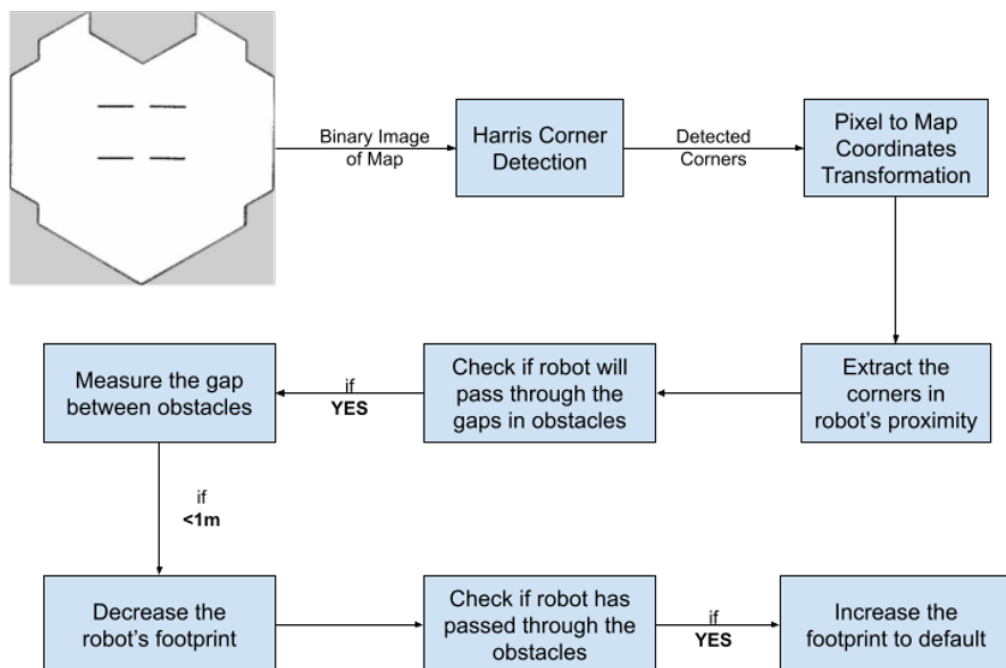 Binary Image
of Map
Harris Corner
Detection
Detected
Corners
Pixel to Map
Coordinates
Transformation
Extract the
corners in
robot's proximity
Check if robot will
pass through the
gaps in obstacles
if
YES
Measure the gap
between obstacles
if
<1m
Decrease the
robot's footprint
Check if robot has
passed through the
obstacles
if
YES
Increase the
footprint to default